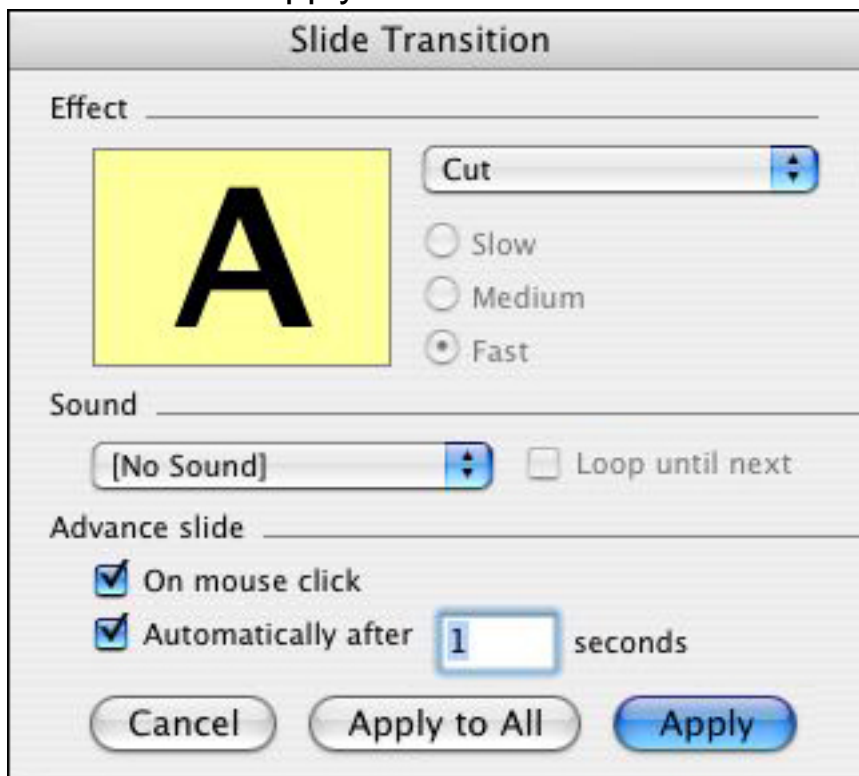 Slide Transition
Effect
A
Cut
Slow
Medium
Fast
Sound
[No Sound]
Loop until next
Advance slide
On mouse click
Automatically after 1 seconds
Cancel
Apply to All
Apply